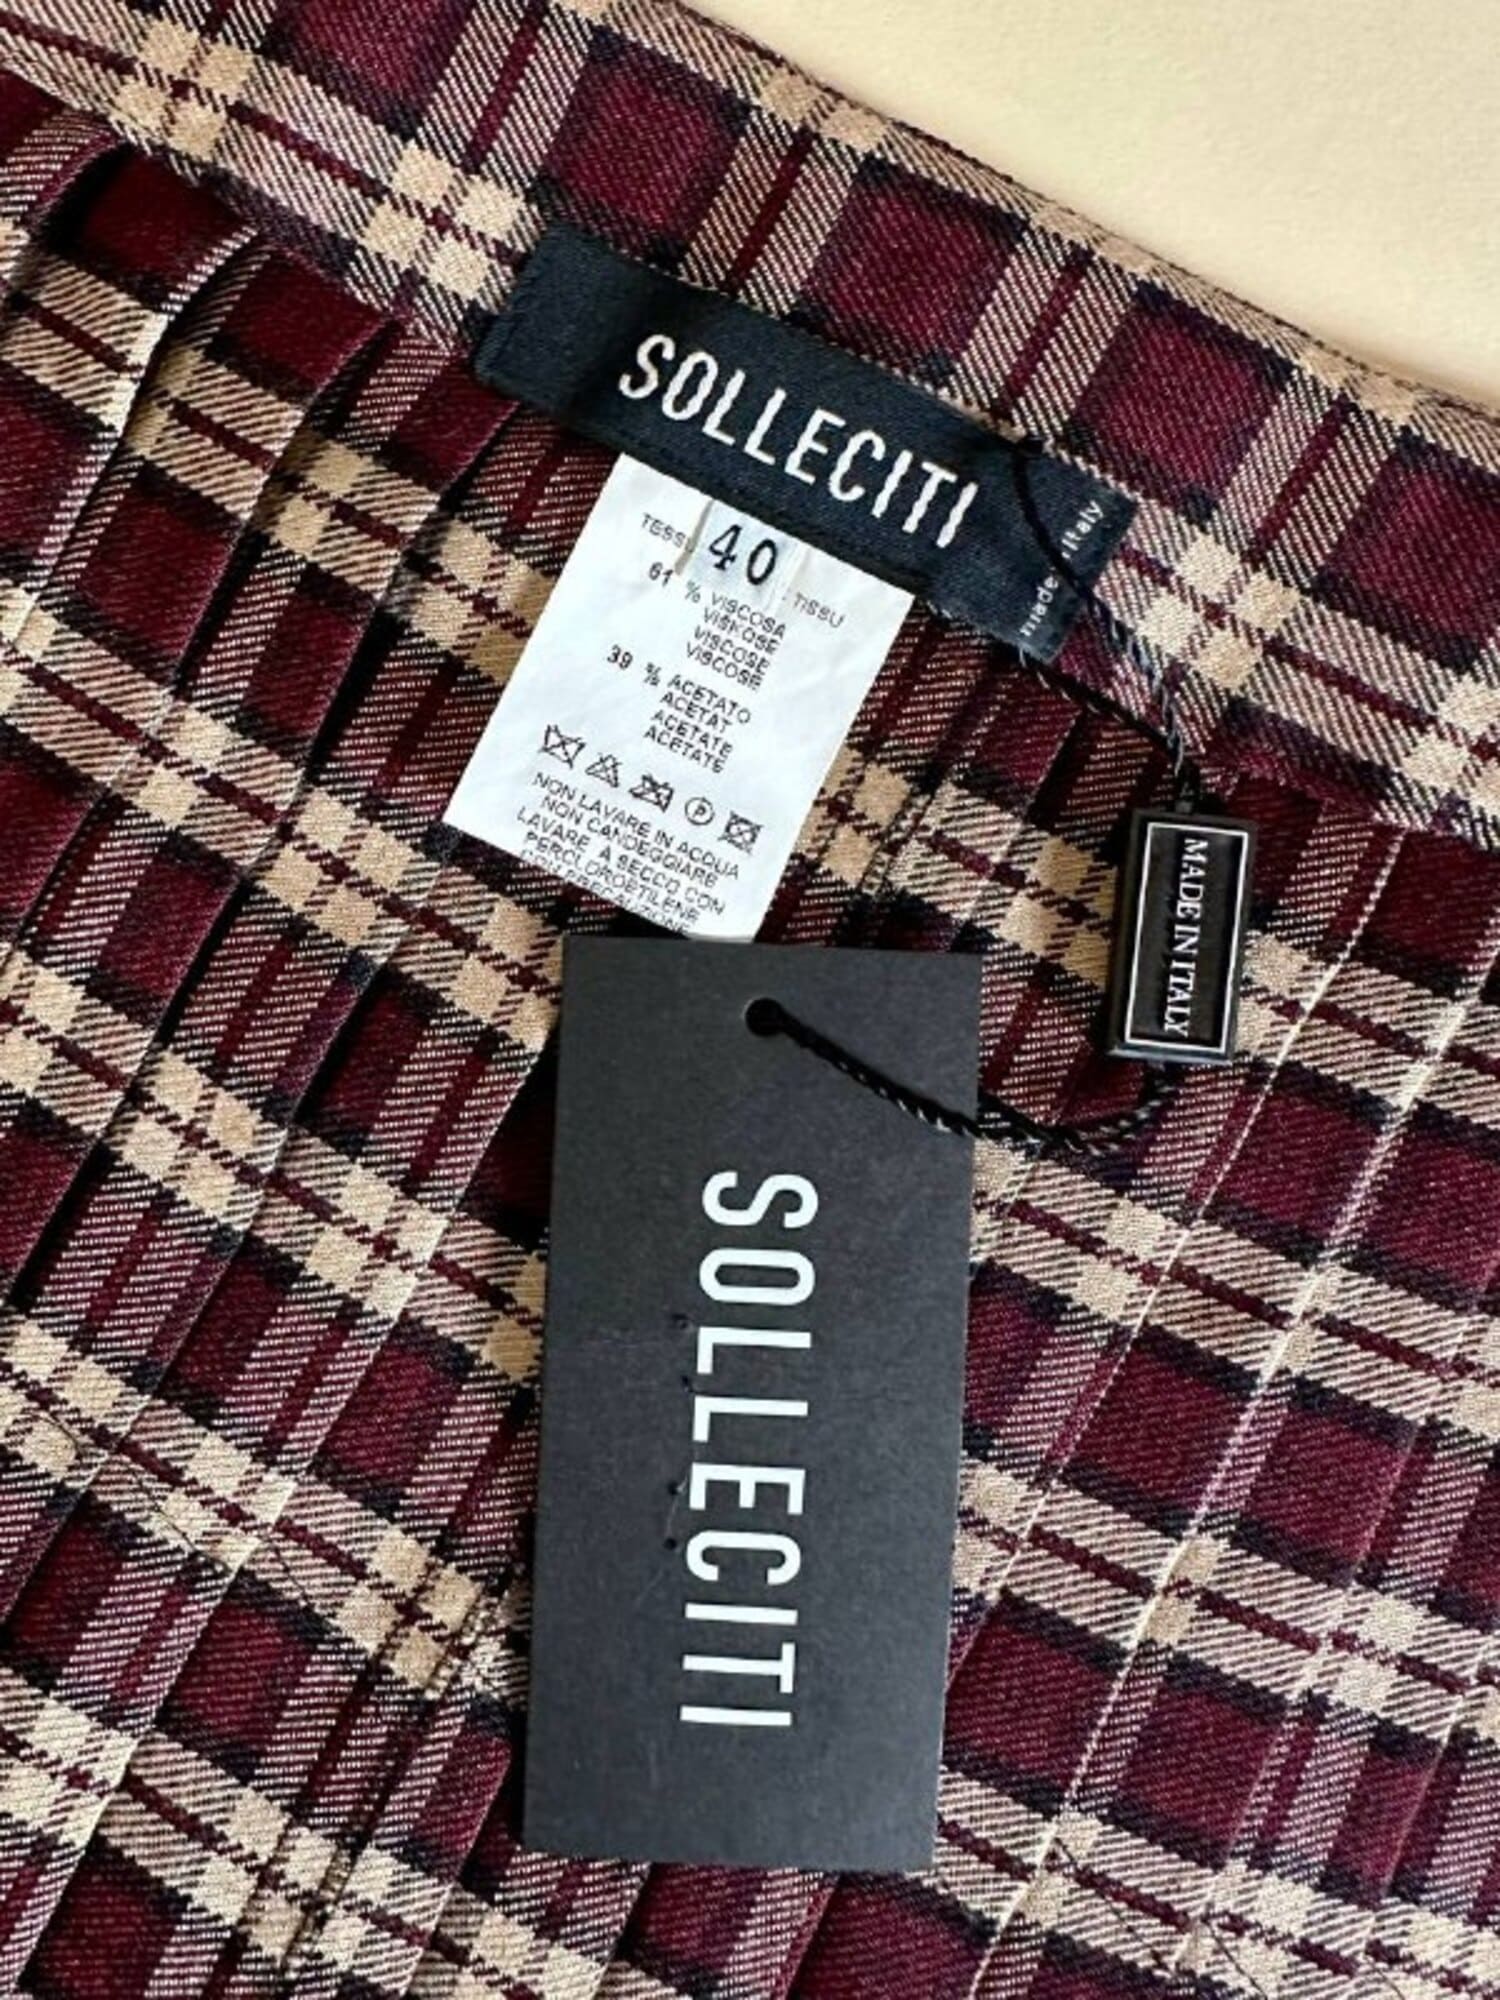 SOLLECITI
made in Italy
40
TISSU
61 % VISCOSA
VISKOSE
VISCOSE
VISCOSE
39 % ACETATO
ACETAT
ACETATE
ACETATE
P
NON LAVARE IN ACQUA
NON CANDEGGIARE
LAVARE A SECCO CON
PERCLOROETILENE
MADE IN ITALY
SOLLECITI